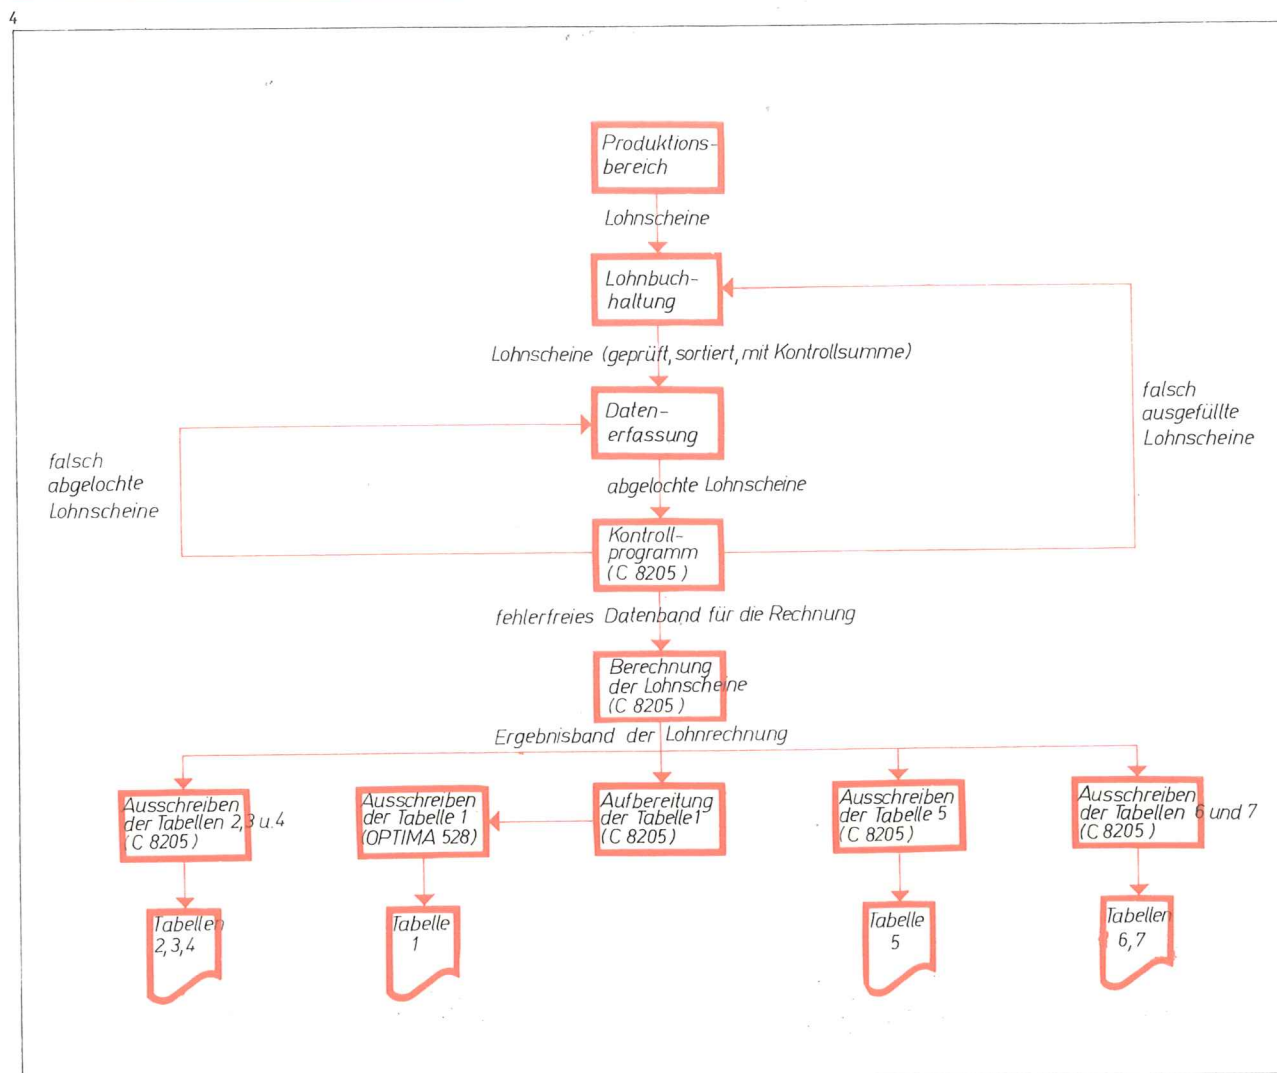 4
Produktions-
bereich
Lohnscheine
Lohnbuch-
haltung
Lohnscheine (geprüft, sortiert, mit Kontrollsumme)
falsch
ausgefüllte
Lohnscheine
Daten-
erfassung
falsch
abgelochte
Lohnscheine
abgelochte Lohnscheine
Kontroll-
programm
(C 8205)
fehlerfreies Datenband für die Rechnung
Berechnung
der Lohnscheine
(C 8205)
Ergebnisband der Lohnrechnung
Ausschreiben
der Tabellen 2,3 u. 4
(C 8205)
Ausschreiben
der Tabelle 1
(OPTIMA 528)
Aufbereitung
der Tabelle 1
(C 8205)
Ausschreiben
der Tabelle 5
(C 8205)
Ausschreiben
der Tabellen 6 und 7
(C 8205)
Tabellen
2,3,4
Tabelle
1
Tabelle
5
Tabellen
6,7